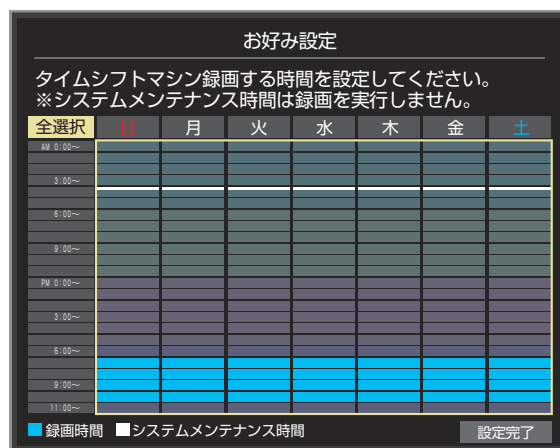 お好み設定
タイムシフトマシン録画する時間を設定してください。
※システムメンテナンス時間は録画を実行しません。
全選択 日 月 火 水 木 金 土
AM 0:00～
3:00～
6:00～
9:00～
PM 0:00～
3:00～
6:00～
9:00～
11:00～
録画時間 システムメンテナンス時間 設定完了